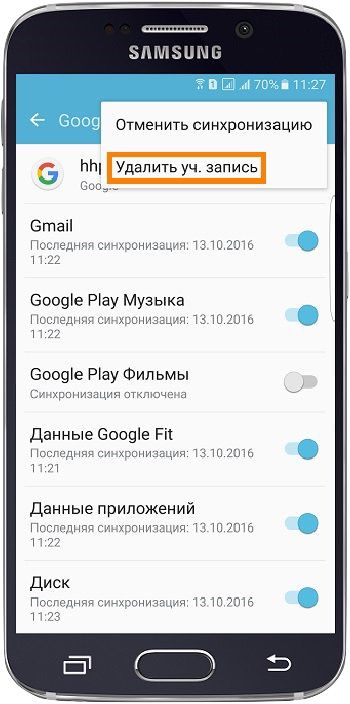 SAMSUNG
70% 11:27
Goog
Отменить синхронизацию
Удалить уч. запись
hhp
Google
Gmail
Последняя синхронизация: 13.10.2016
11:22
Google Play Музыка
Последняя синхронизация: 13.10.2016
11:22
Google Play Фильмы
Синхронизация отключена
Данные Google Fit
Последняя синхронизация: 13.10.2016
11:21
Данные приложений
Последняя синхронизация: 13.10.2016
11:22
Диск
Последняя синхронизация: 13.10.2016
11:23